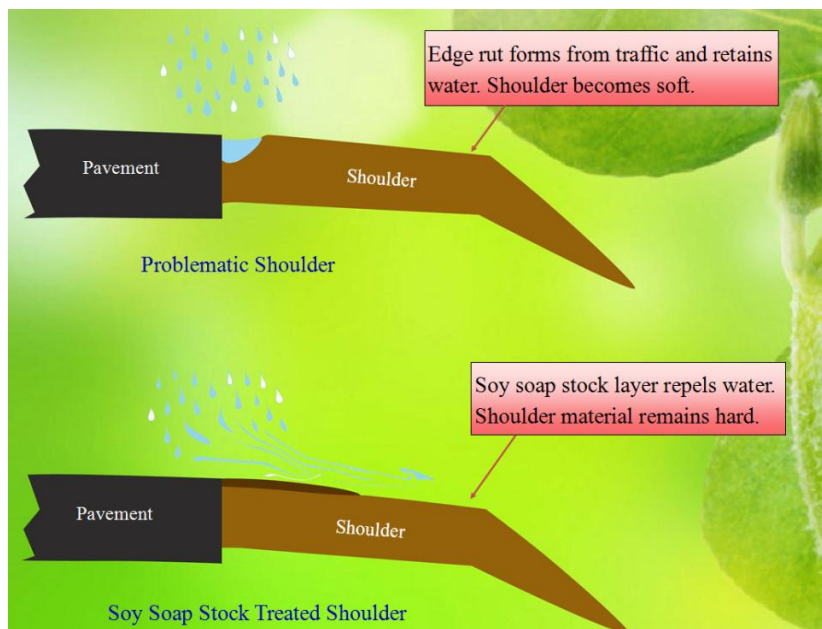 Edge rut forms from traffic and retains
water. Shoulder becomes soft.
Pavement
Shoulder
Problematic Shoulder
Soy soap stock layer repels water.
Shoulder material remains hard.
Pavement
Shoulder
Soy Soap Stock Treated Shoulder